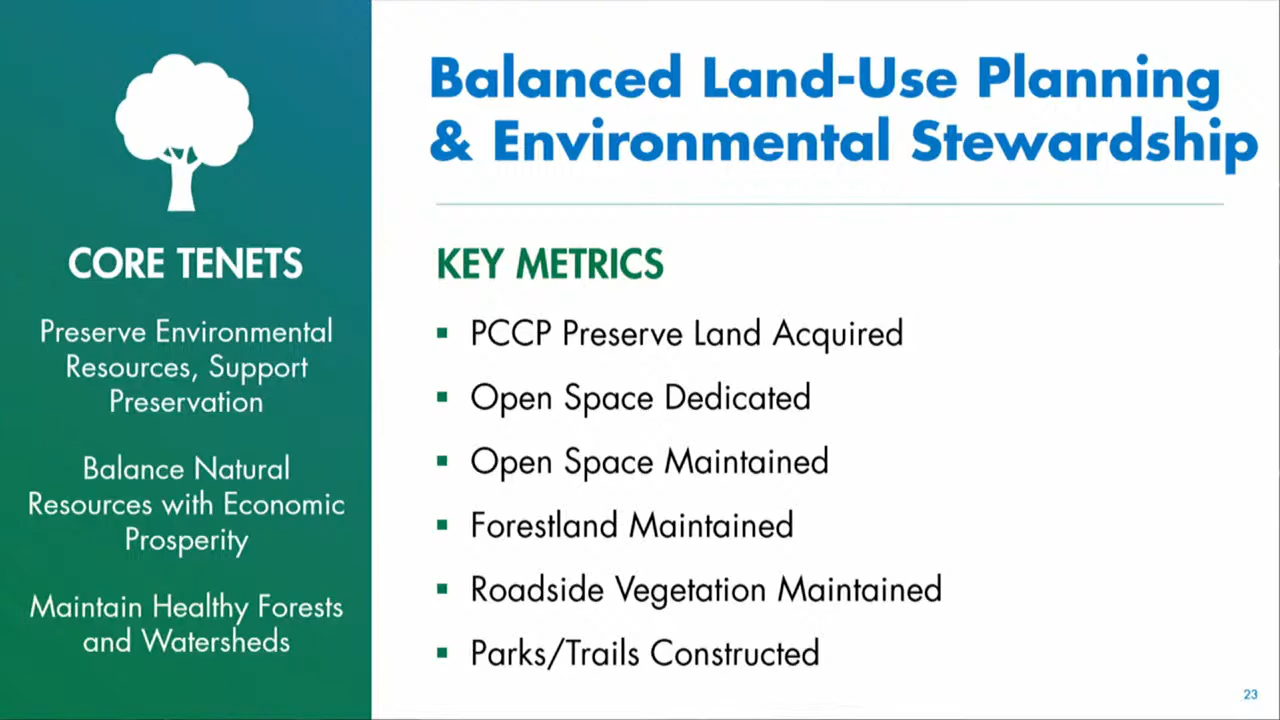 Balanced Land-Use Planning
& Environmental Stewardship
CORE TENETS
Preserve Environmental
Resources, Support
Preservation
Balance Natural
Resources with Economic
Prosperity
Maintain Healthy Forests
and Watersheds
KEY METRICS
▪ PCCP Preserve Land Acquired
▪ Open Space Dedicated
▪ Open Space Maintained
▪ Forestland Maintained
▪ Roadside Vegetation Maintained
▪ Parks/Trails Constructed
23